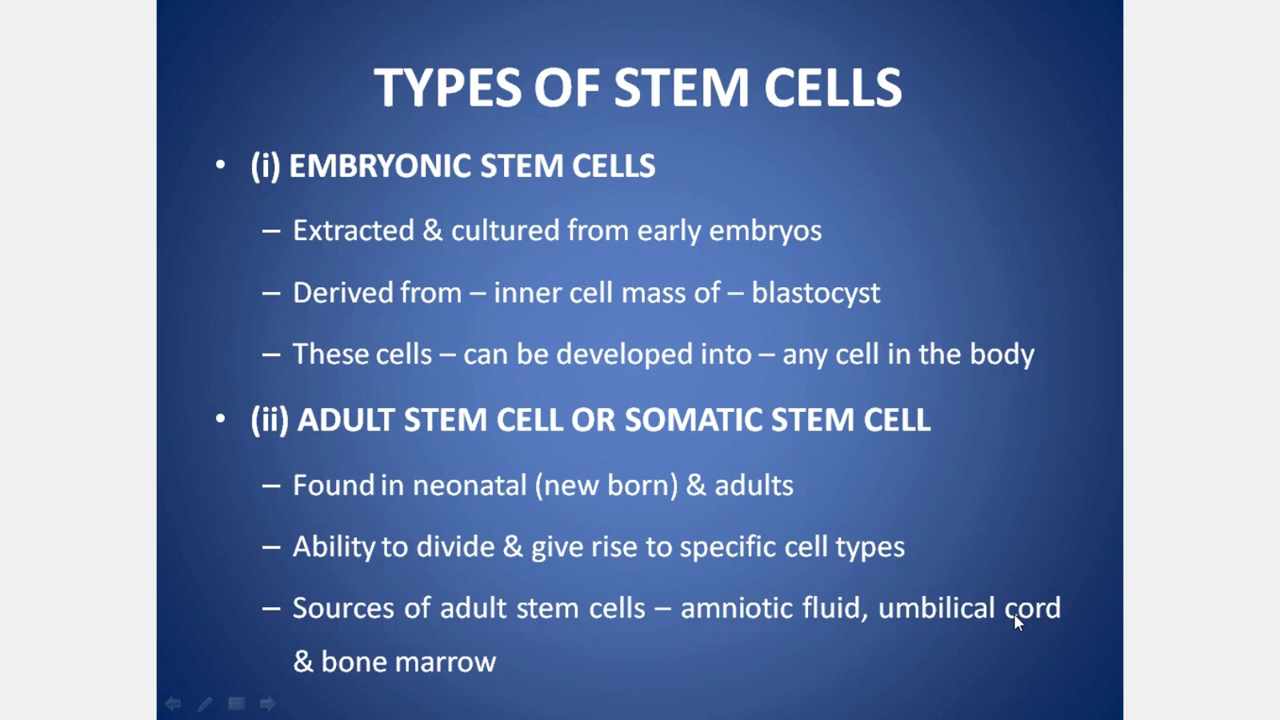 TYPES OF STEM CELLS
• (i) EMBRYONIC STEM CELLS
– Extracted & cultured from early embryos
– Derived from – inner cell mass of – blastocyst
– These cells – can be developed into – any cell in the body
• (ii) ADULT STEM CELL OR SOMATIC STEM CELL
– Found in neonatal (new born) & adults
– Ability to divide & give rise to specific cell types
– Sources of adult stem cells – amniotic fluid, umbilical cord
& bone marrow